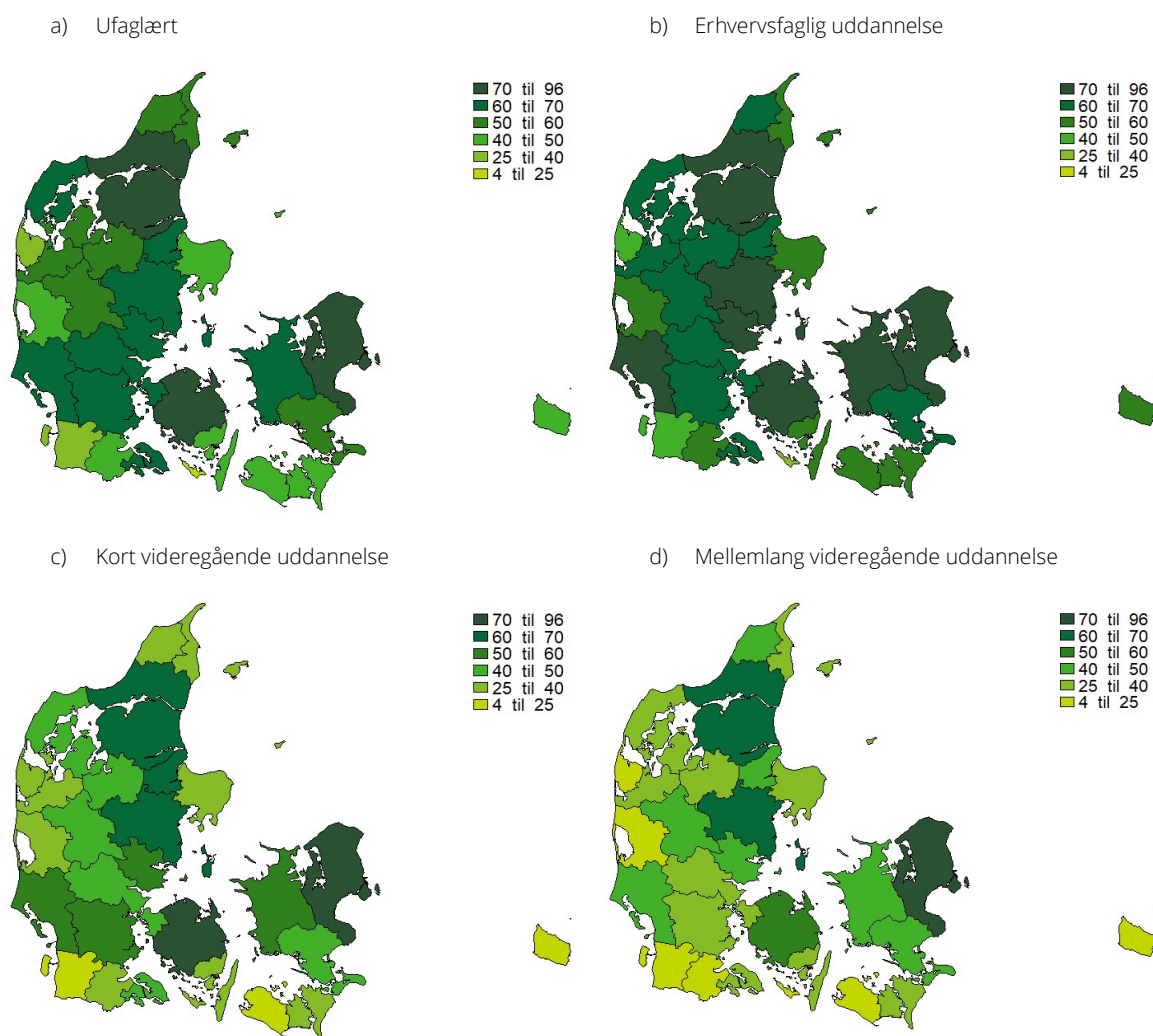 a) Ufaglært
b) Erhvervsfaglig uddannelse
70 til 96
60 til 70
50 til 60
40 til 50
25 til 40
4 til 25
70 til 96
60 til 70
50 til 60
40 til 50
25 til 40
4 til 25
c) Kort videregående uddannelse
d) Mellemlang videregående uddannelse
70 til 96
60 til 70
50 til 60
40 til 50
25 til 40
4 til 25
70 til 96
60 til 70
50 til 60
40 til 50
25 til 40
4 til 25